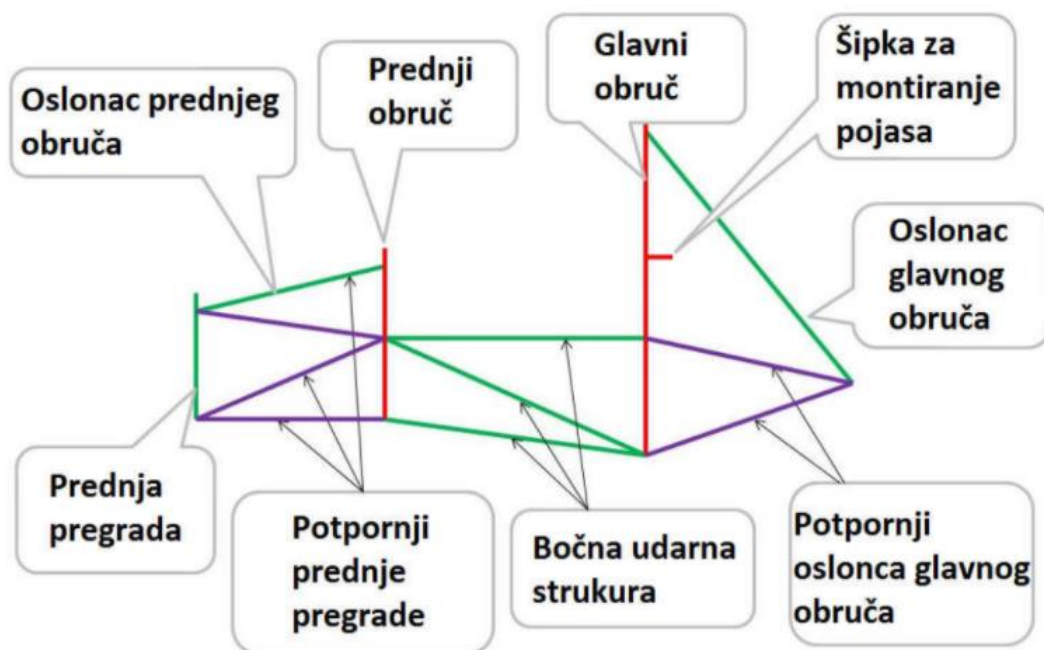 Oslonac prednjeg
obruča
Prednji
obruč
Glavni
obruč
Šipka za
montiranje
pojasa
Oslonac
glavnog
obruča
Prednja
pregrada
Potpornji
prednje
pregrade
Bočna udarna
strukura
Potpornji
oslonca glavnog
obruča